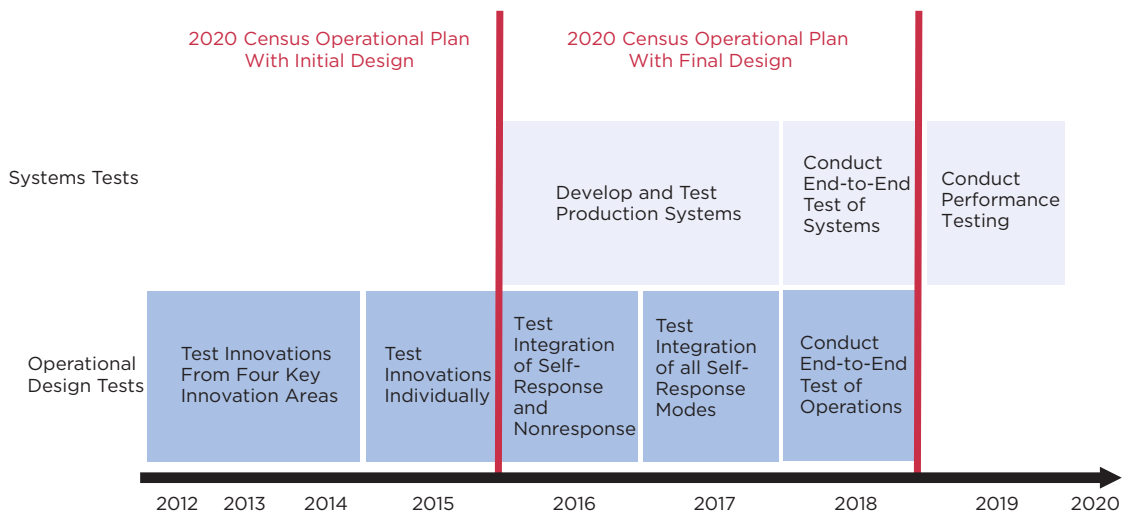 2020 Census Operational Plan
With Initial Design
2020 Census Operational Plan
With Final Design
Systems Tests
Develop and Test
Production Systems
Conduct
End-to-End
Test of
Systems
Conduct
Performance
Testing
Operational
Design Tests
Test Innovations
From Four Key
Innovation Areas
Test
Innovations
Individually
Test
Integration
of Self-
Response
and
Nonresponse
Test
Integration
of all Self-
Response
Modes
Conduct
End-to-End
Test of
Operations
2012 2013 2014 2015 2016 2017 2018 2019 2020